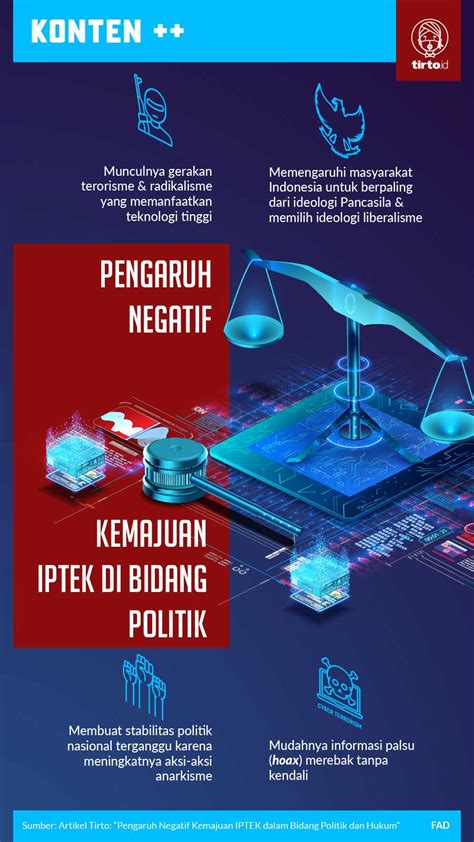 KONTEN ++
tirto.id
Munculnya gerakan
terorisme & radikalisme
yang memanfaatkan
teknologi tinggi
Memengaruhi masyarakat
Indonesia untuk berpaling
dari ideologi Pancasila &
memilih ideologi liberalisme
PENGARUH
NEGATIF
KEMAJUAN
IPTEK DI BIDANG
POLITIK
Membuat stabilitas politik
nasional terganggu karena
meningkatnya aksi-aksi
anarkisme
CYBER TERRORISM
Mudahnya informasi palsu
(hoax) merebak tanpa
kendali
Sumber: Artikel Tirto: "Pengaruh Negatif Kemajuan IPTEK dalam Bidang Politik dan Hukum"
FAD